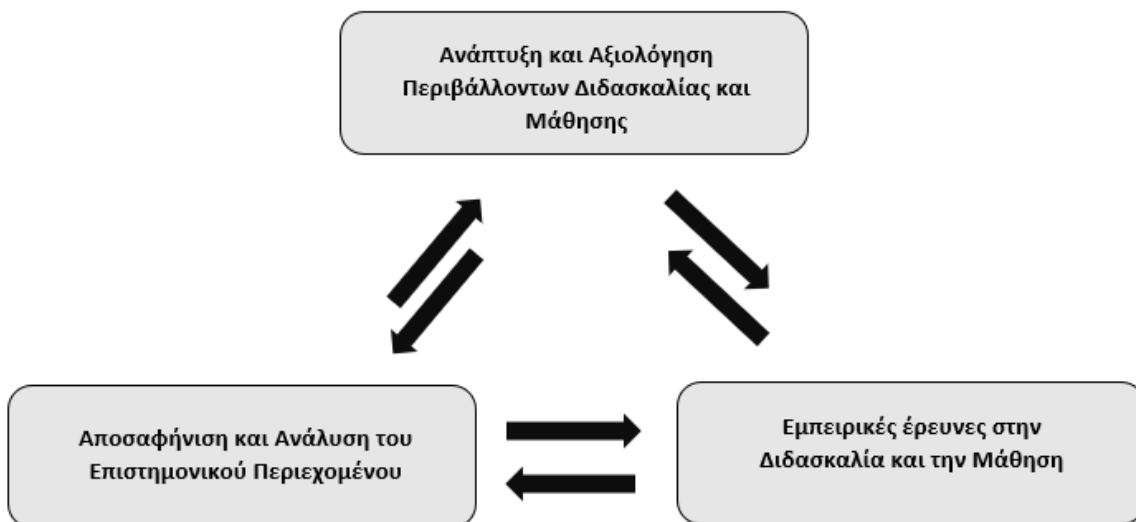 Ανάπτυξη και Αξιολόγηση
Περιβάλλοντων Διδασκαλίας και
Μάθησης
Αποσαφήνιση και Ανάλυση του
Επιστημονικού Περιεχομένου
Εμπειρικές έρευνες στην
Διδασκαλία και την Μάθηση